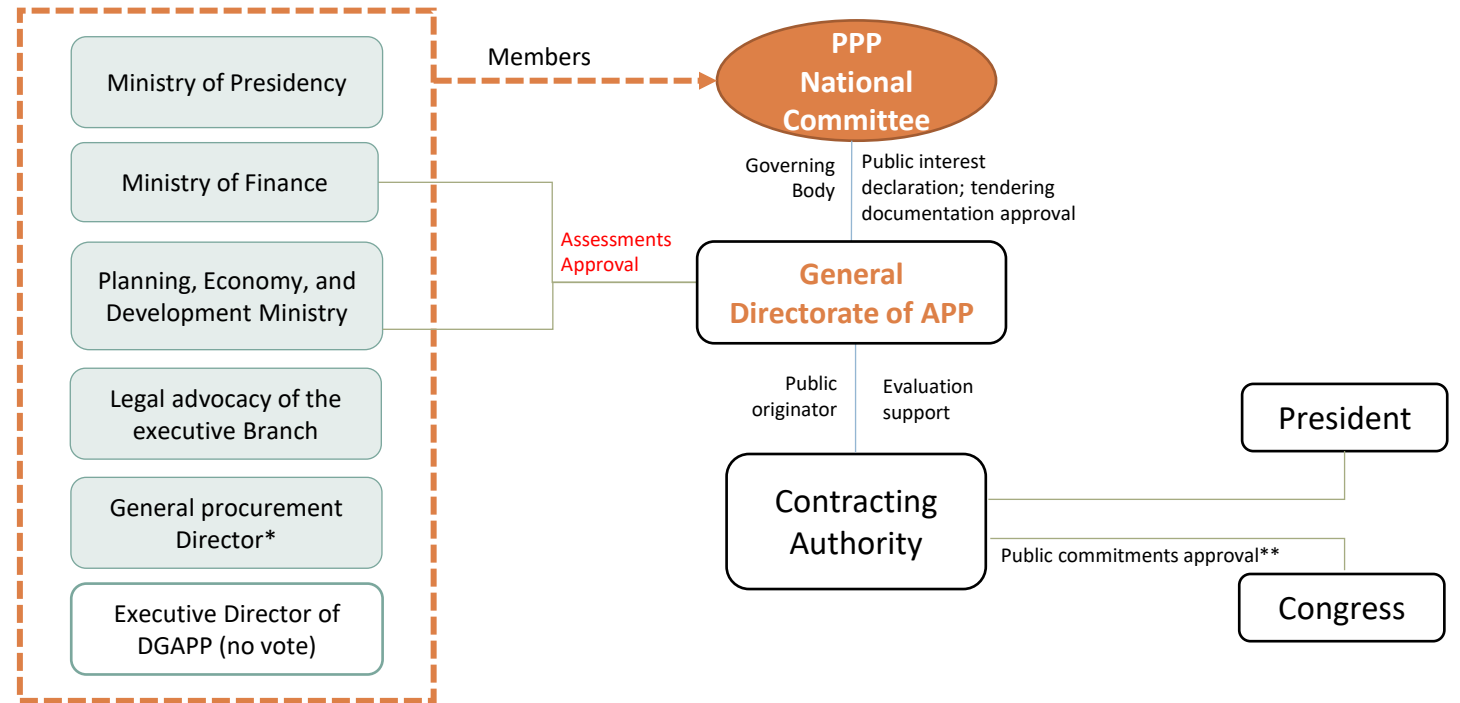 Ministry of Presidency
Ministry of Finance
Planning, Economy, and
Development Ministry
Legal advocacy of the
executive Branch
General procurement
Director*
Executive Director of
DGAPP (no vote)
Members
PPP
National
Committee
Governing
Body
Public interest
declaration; tendering
documentation approval
Assessments
Approval
General
Directorate of APP
Public
originator
Evaluation
support
Contracting
Authority
President
Public commitments approval**
Congress